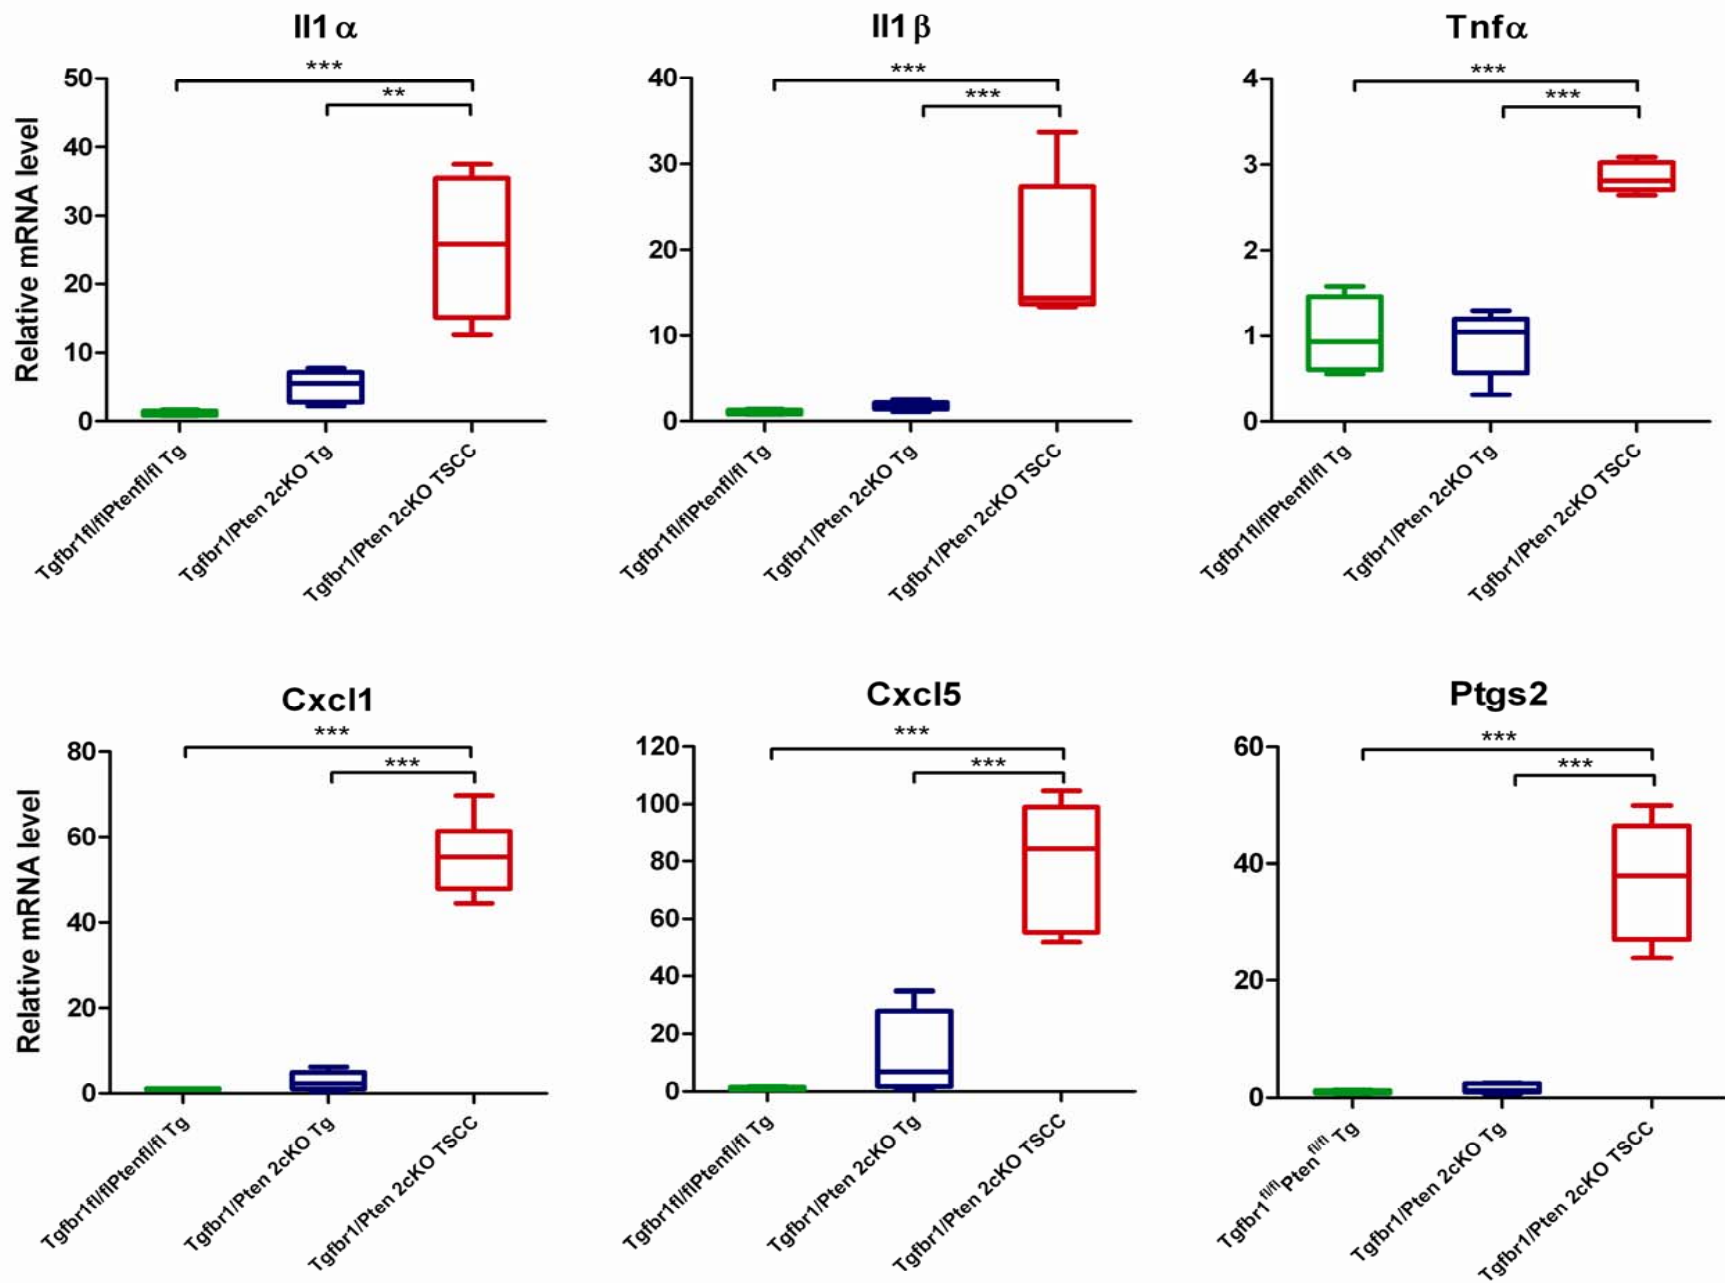 Il1α
***
**
Relative mRNA level
50
40
30
20
10
0
Tgfbr1fl/flPtenfl/fl Tg
Tgfbr1/Pten 2cKO Tg
Tgfbr1/Pten 2cKO TSCC
Il1β
***
***
40
30
20
10
0
Tgfbr1fl/flPtenfl/fl Tg
Tgfbr1/Pten 2cKO Tg
Tgfbr1/Pten 2cKO TSCC
Tnfα
***
***
4
3
2
1
0
Tgfbr1fl/flPtenfl/fl Tg
Tgfbr1/Pten 2cKO Tg
Tgfbr1/Pten 2cKO TSCC
Cxcl1
***
***
Relative mRNA level
80
60
40
20
0
Tgfbr1fl/flPtenfl/fl Tg
Tgfbr1/Pten 2cKO Tg
Tgfbr1/Pten 2cKO TSCC
Cxcl5
***
***
120
100
80
60
40
20
0
Tgfbr1fl/flPtenfl/fl Tg
Tgfbr1/Pten 2cKO Tg
Tgfbr1/Pten 2cKO TSCC
Ptgs2
***
***
60
40
20
0
Tgfbr1fl/flPtenfl/fl Tg
Tgfbr1/Pten 2cKO Tg
Tgfbr1/Pten 2cKO TSCC